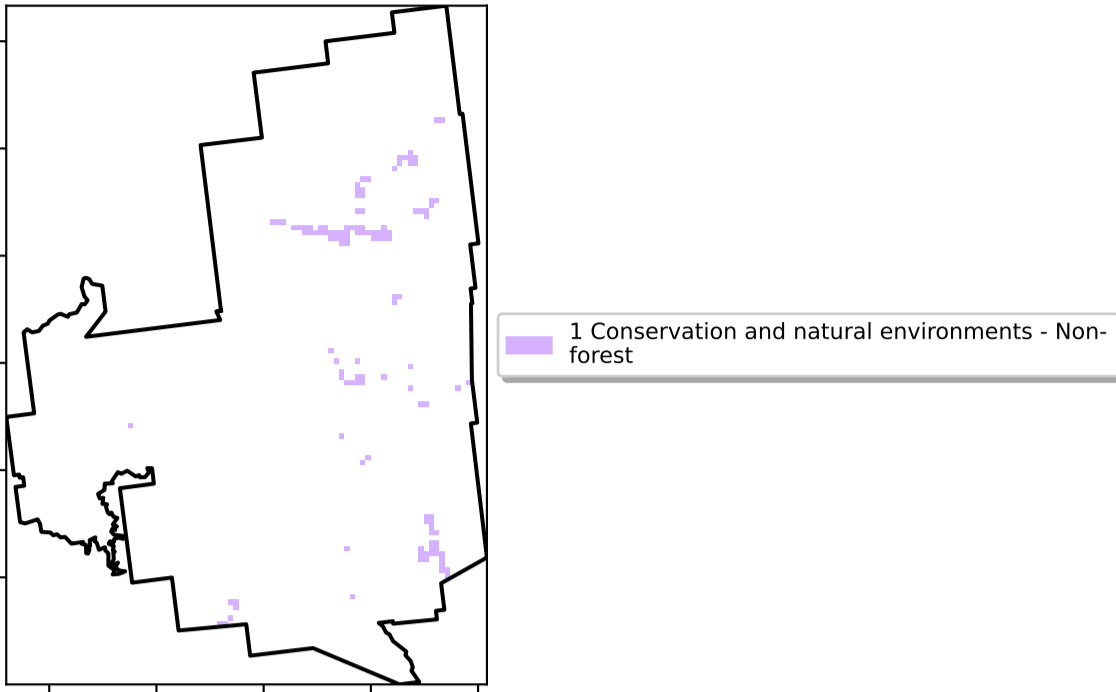 1 Conservation and natural environments - Non-
forest